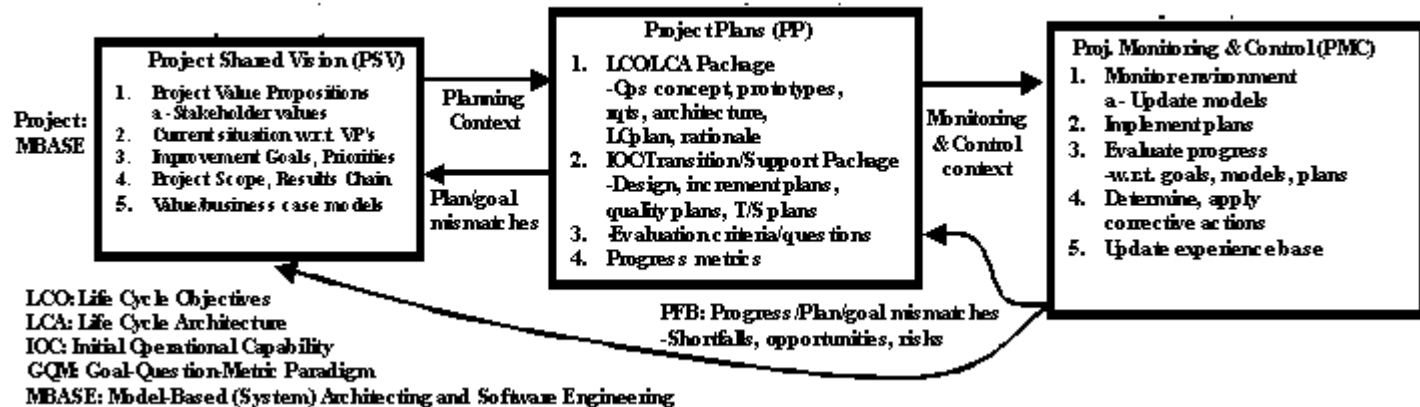 Project:
MBASE
Project Shared Vision (PSV)
1. Project Value Propositions
a - Stakeholder values
2. Current situation w.r.t. VP's
3. Improvement Goals, Priorities
4. Project Scope, Results Chain
5. Value/business case models
Planning
Context
Plan/goal
mismatches
Project Plans (PP)
1. LCO/LCA Package
-Ops concept, prototypes,
rqts, architecture,
LCplan, rationale
2. IOC/Transition/Support Package
-Design, increment plans,
quality plans, T/S plans
3. -Evaluation criteria/questions
4. Progress metrics
Monitoring
& Control
context
Proj. Monitoring & Control (PMC)
1. Monitor environment
a - Update models
2. Implement plans
3. Evaluate progress
-w.r.t. goals, models, plans
4. Determine, apply
corrective actions
5. Update experience base
PFB: Progress/Plan/goal mismatches
-Shortfalls, opportunities, risks
LCO: Life Cycle Objectives
LCA: Life Cycle Architecture
IOC: Initial Operational Capability
GQM: Goal-Question-Metric Paradigm
MBASE: Model-Based (System) Architecting and Software Engineering